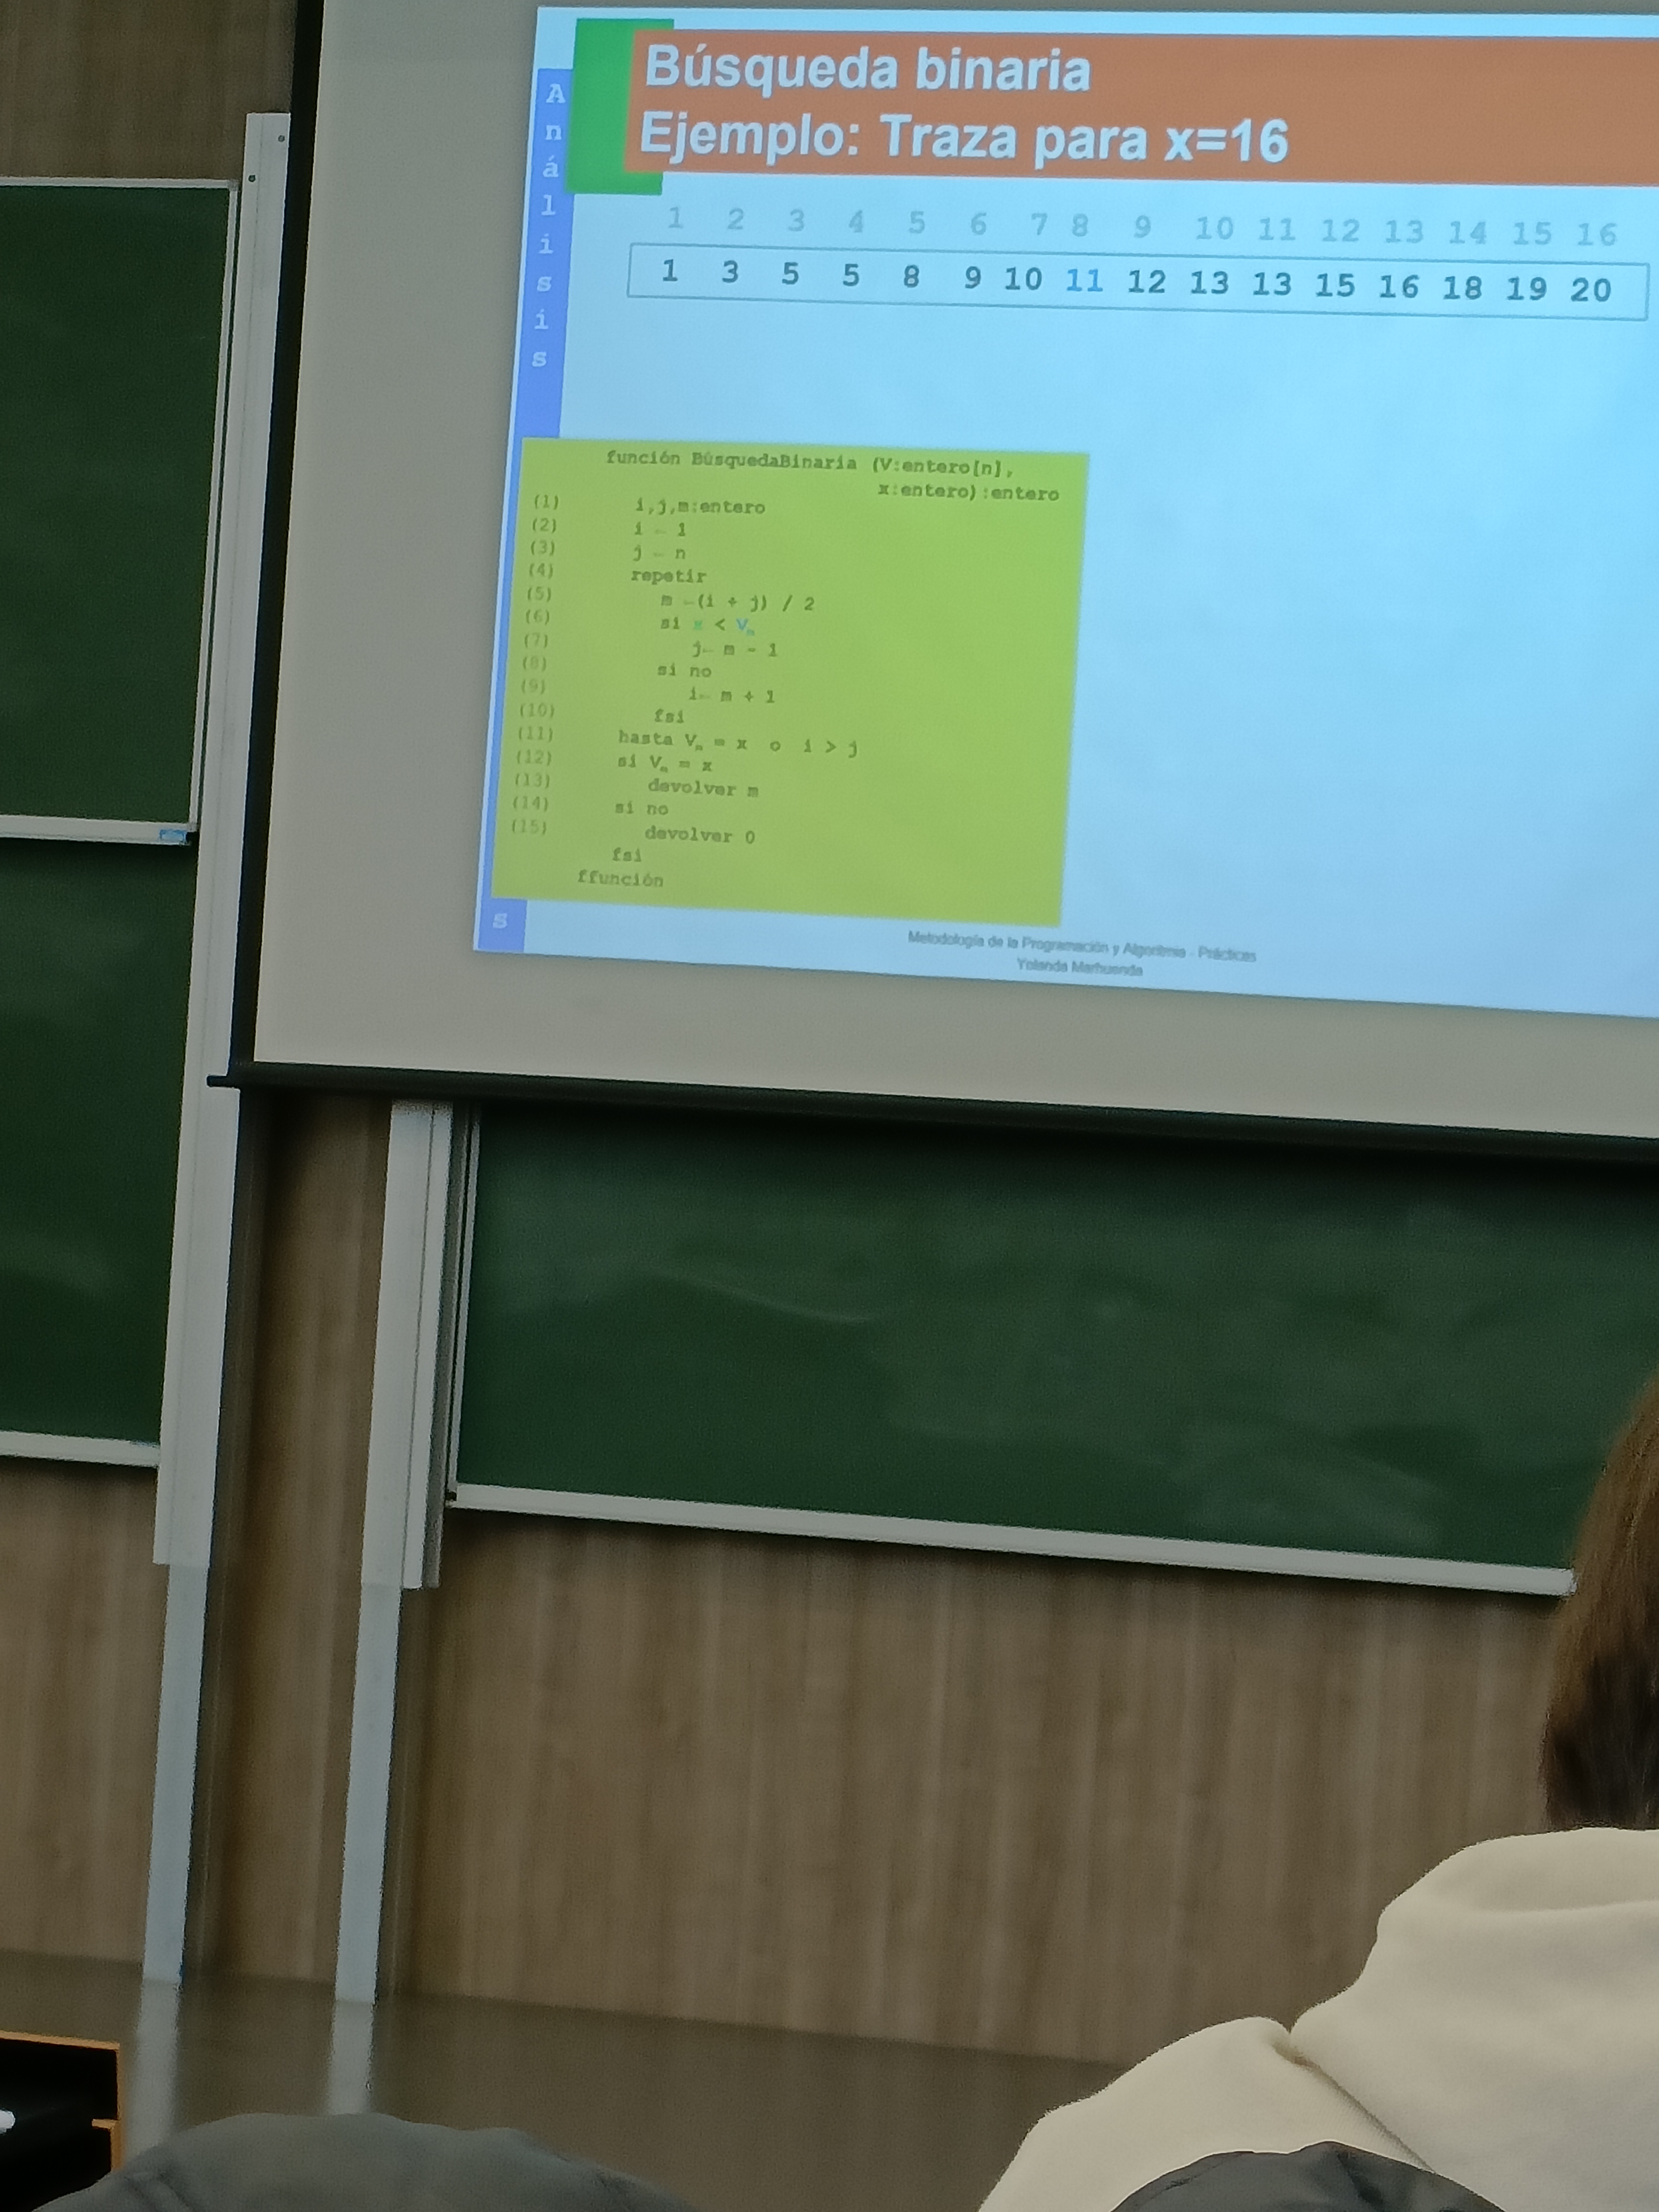 Búsqueda binaria
Ejemplo: Traza para x=16
Análisis
1 2 3 4 5 6 7 8 9 10 11 12 13 14 15 16
1 3 5 5 8 9 10 11 12 13 13 15 16 18 19 20
función BúsquedaBinaria (V:entero[n],
x:entero):entero
(1) i,j,m:entero
(2) i ← 1
(3) j ← n
(4) repetir
(5) m ←(i + j) / 2
(6) si x < Vm
(7) j← m - 1
(8) si no
(9) i← m + 1
(10) fsi
(11) hasta Vm = x o i > j
(12) si Vm = x
(13) devolver m
(14) si no
(15) devolver 0
fsi
ffunción
s
Metodología de la Programación y Algoritmia - Prácticas
Yolanda Marhuenda